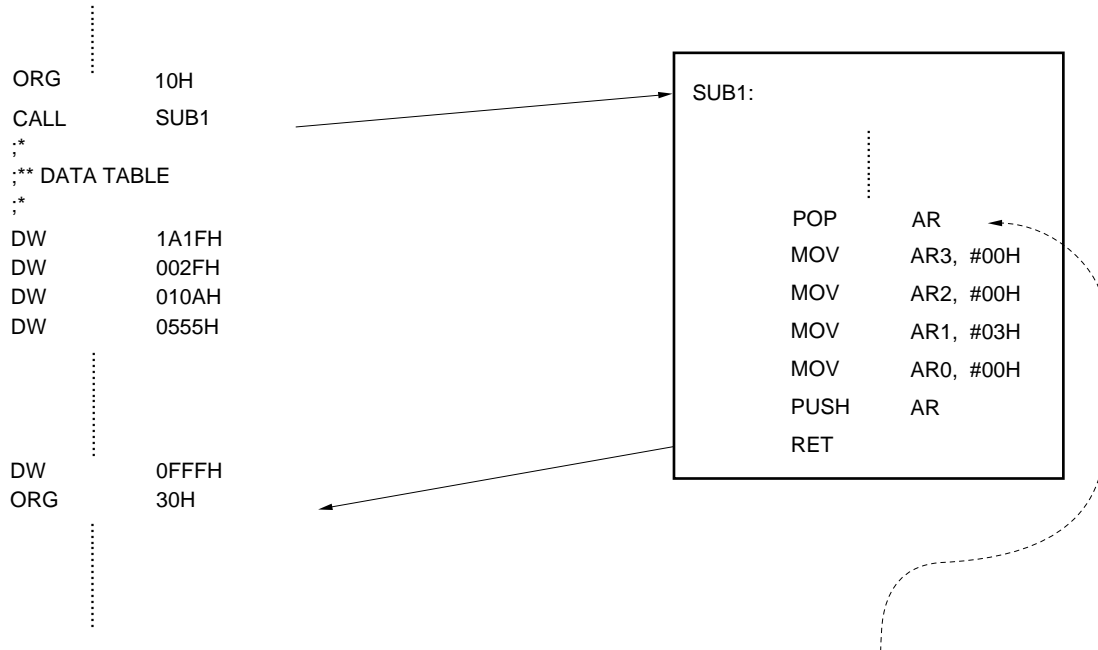 ORG 10H
CALL SUB1
;*
;** DATA TABLE
;*
DW 1A1FH
DW 002FH
DW 010AH
DW 0555H
DW 0FFFH
ORG 30H
SUB1:
POP AR
MOV AR3, #00H
MOV AR2, #00H
MOV AR1, #03H
MOV AR0, #00H
PUSH AR
RET